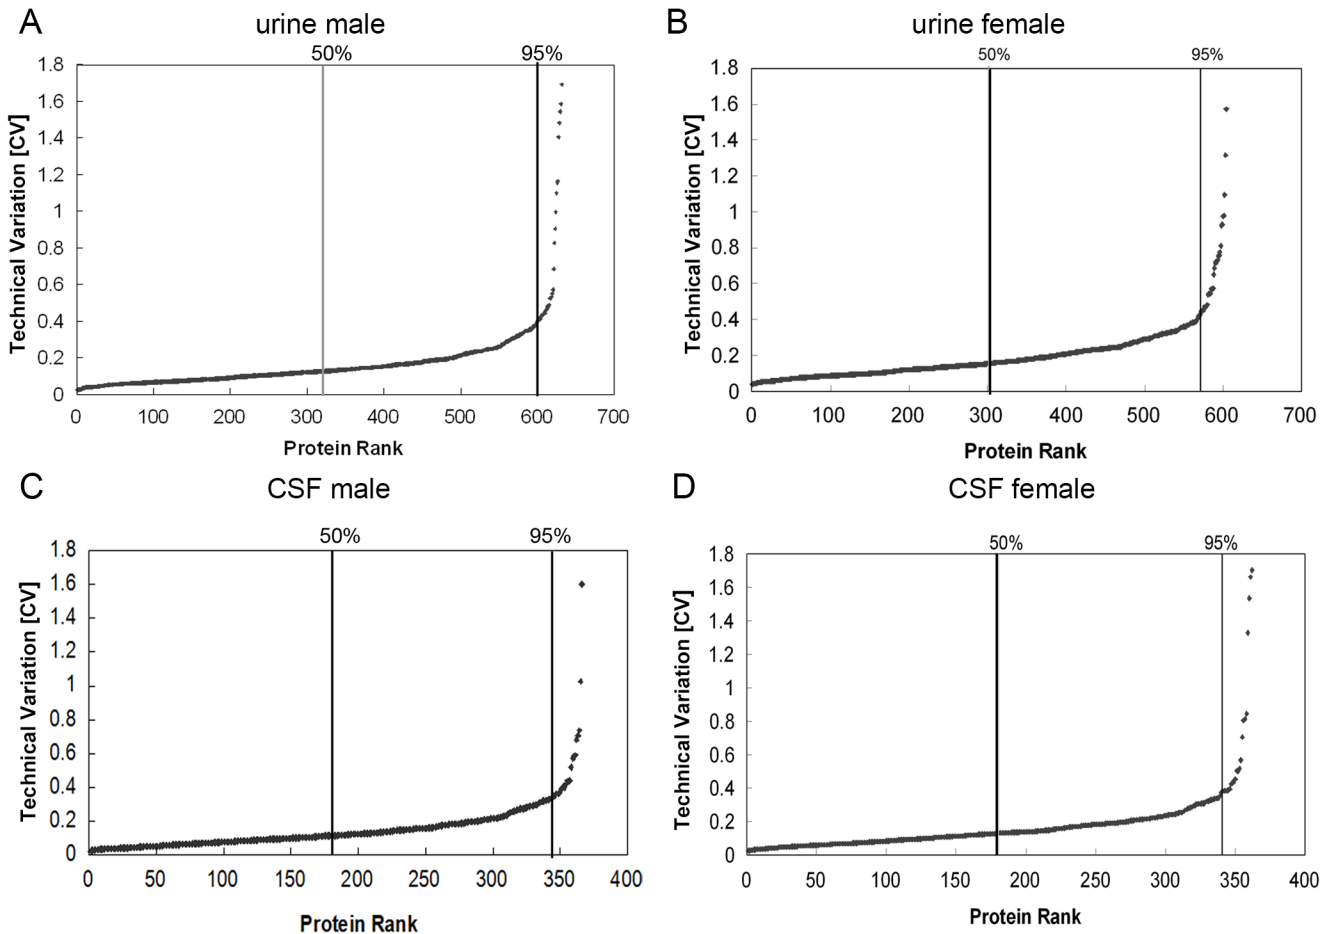 A
urine male
50%
95%
1.8
1.6
1.4
1.2
1
0.8
0.6
0.4
0.2
0
Technical Variation [CV]
0 100 200 300 400 500 600 700
Protein Rank
B
urine female
50%
95%
1.8
1.6
1.4
1.2
1
0.8
0.6
0.4
0.2
0
Technical Variation [CV]
0 100 200 300 400 500 600 700
Protein Rank
C
CSF male
50%
95%
1.8
1.6
1.4
1.2
1
0.8
0.6
0.4
0.2
0
Technical Variation [CV]
0 50 100 150 200 250 300 350 400
Protein Rank
D
CSF female
50%
95%
1.8
1.6
1.4
1.2
1
0.8
0.6
0.4
0.2
0
Technical Variation [CV]
0 50 100 150 200 250 300 350 400
Protein Rank